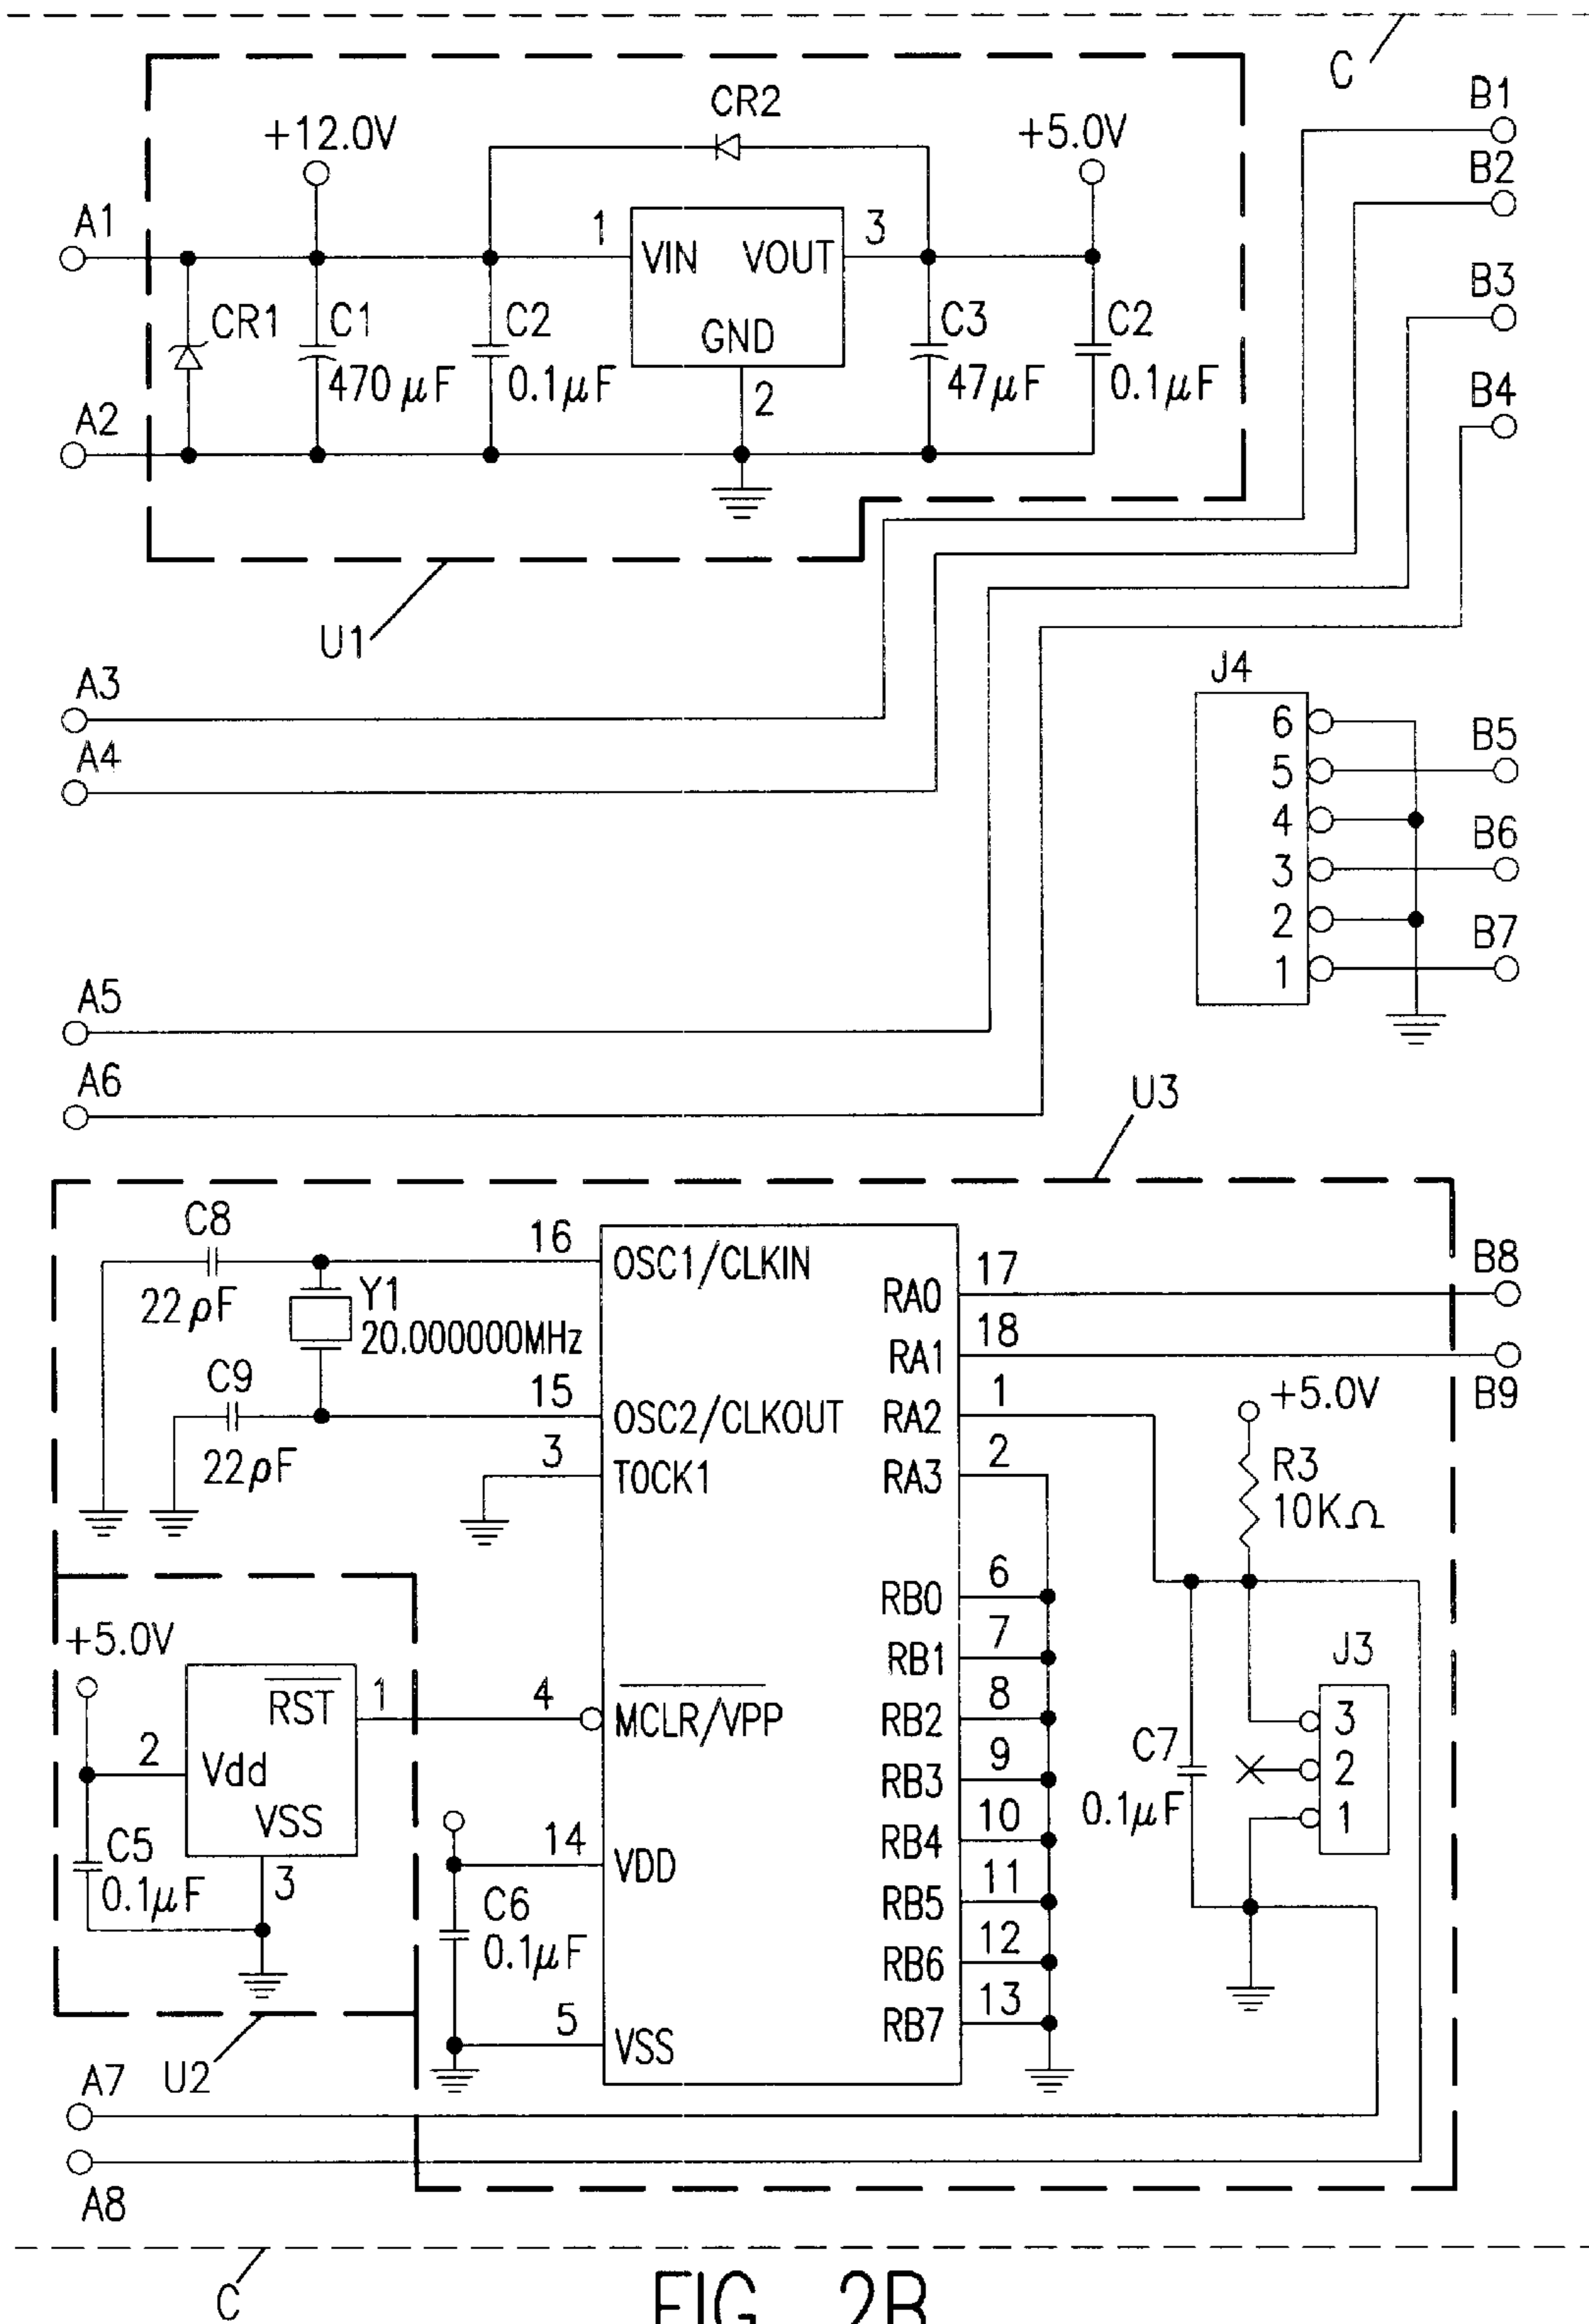 C
B1
CR2
+12.0V
+5.0V
B2
A1
1
VIN
VOUT
3
B3
CR1
C1
470 µF
C2
0.1µF
GND
2
C3
47µF
C2
0.1µF
A2
B4
U1
A3
A4
J4
6
5
4
3
2
1
B5
B6
B7
A5
A6
U3
C8
22pF
16
OSC1/CLKIN
Y1
20.000000MHz
C9
22pF
15
OSC2/CLKOUT
3
TOCK1
RA0
17
B8
RA1
18
B9
RA2
1
RA3
2
+5.0V
R3
10KΩ
RB0
6
RB1
7
RB2
8
RB3
9
RB4
10
RB5
11
RB6
12
RB7
13
+5.0V
RST
1
4
MCLR/VPP
2
Vdd
VSS
3
C5
0.1µF
14
VDD
C6
0.1µF
5
VSS
C7
0.1µF
J3
3
2
1
U2
A7
A8
C
FIG. 2B